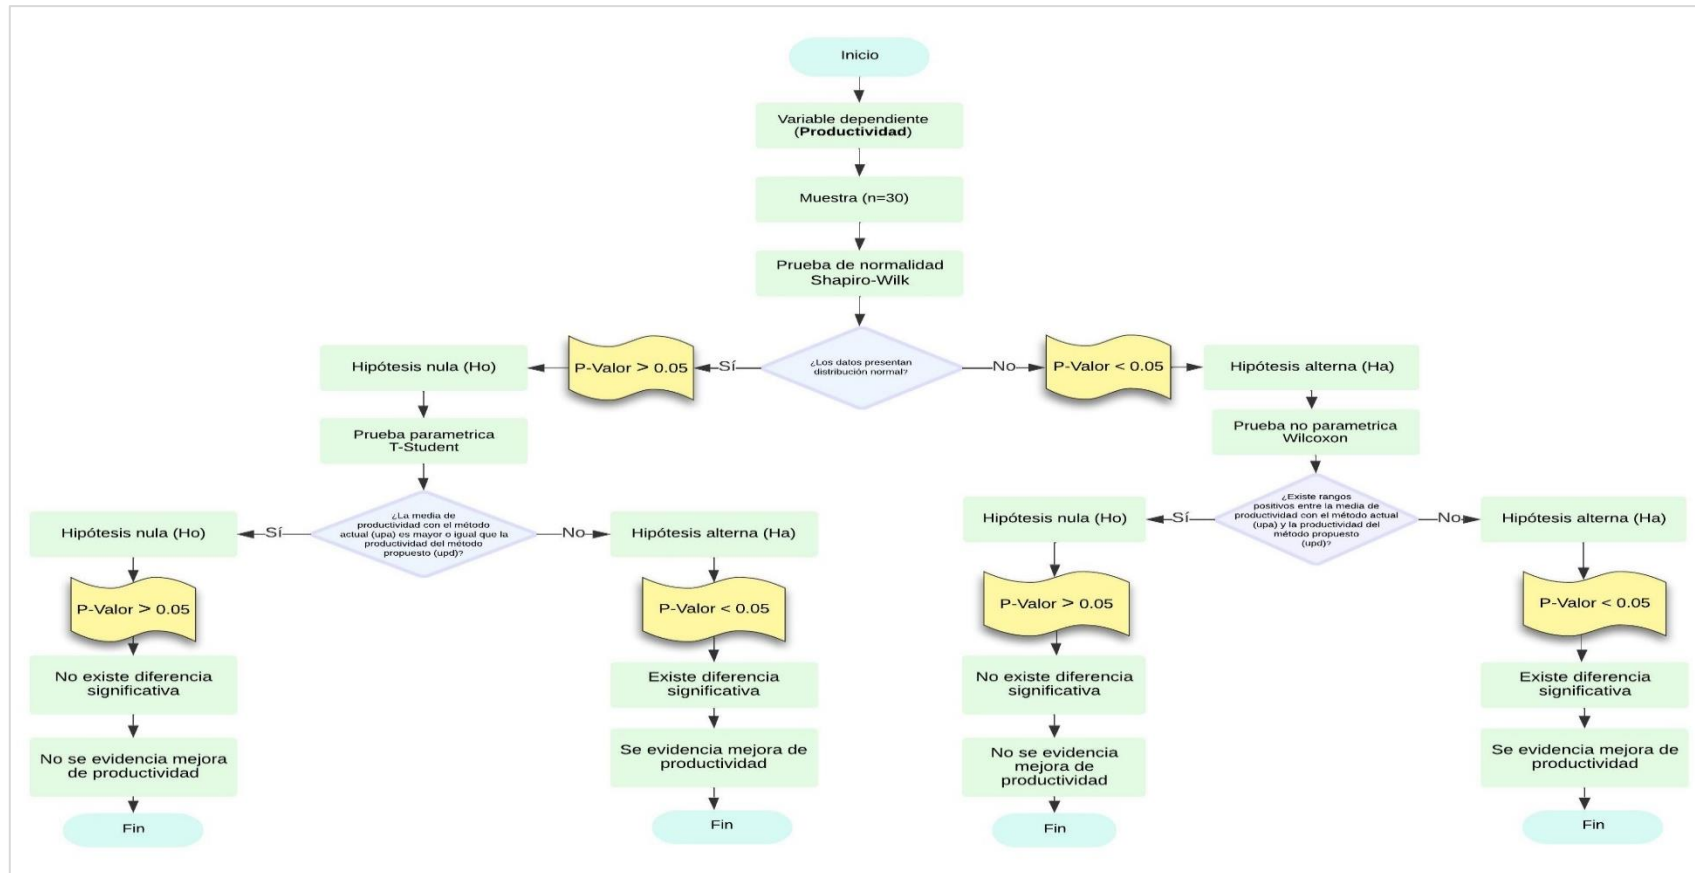 Inicio
Variable dependiente
(Productividad)
Muestra (n=30)
Prueba de normalidad
Shapiro-Wilk
¿Los datos presentan
distribución normal?
Sí
P-Valor > 0.05
Hipótesis nula (Ho)
No
P-Valor < 0.05
Hipótesis alterna (Ha)
Prueba parametrica
T-Student
Prueba no parametrica
Wilcoxon
¿La media de
productividad con el método
actual (upa) es mayor o igual que la
productividad del método
propuesto (upd)?
Sí
Hipótesis nula (Ho)
No
Hipótesis alterna (Ha)
¿Existe rangos
positivos entre la media de
productividad con el método actual
(upa) y la productividad del
método propuesto
(upd)?
Sí
Hipótesis nula (Ho)
No
Hipótesis alterna (Ha)
P-Valor > 0.05
P-Valor < 0.05
P-Valor > 0.05
P-Valor < 0.05
No existe diferencia
significativa
Existe diferencia
significativa
No existe diferencia
significativa
Existe diferencia
significativa
No se evidencia mejora
de productividad
Se evidencia mejora de
productividad
No se evidencia
mejora de
productividad
Se evidencia mejora de
productividad
Fin
Fin
Fin
Fin